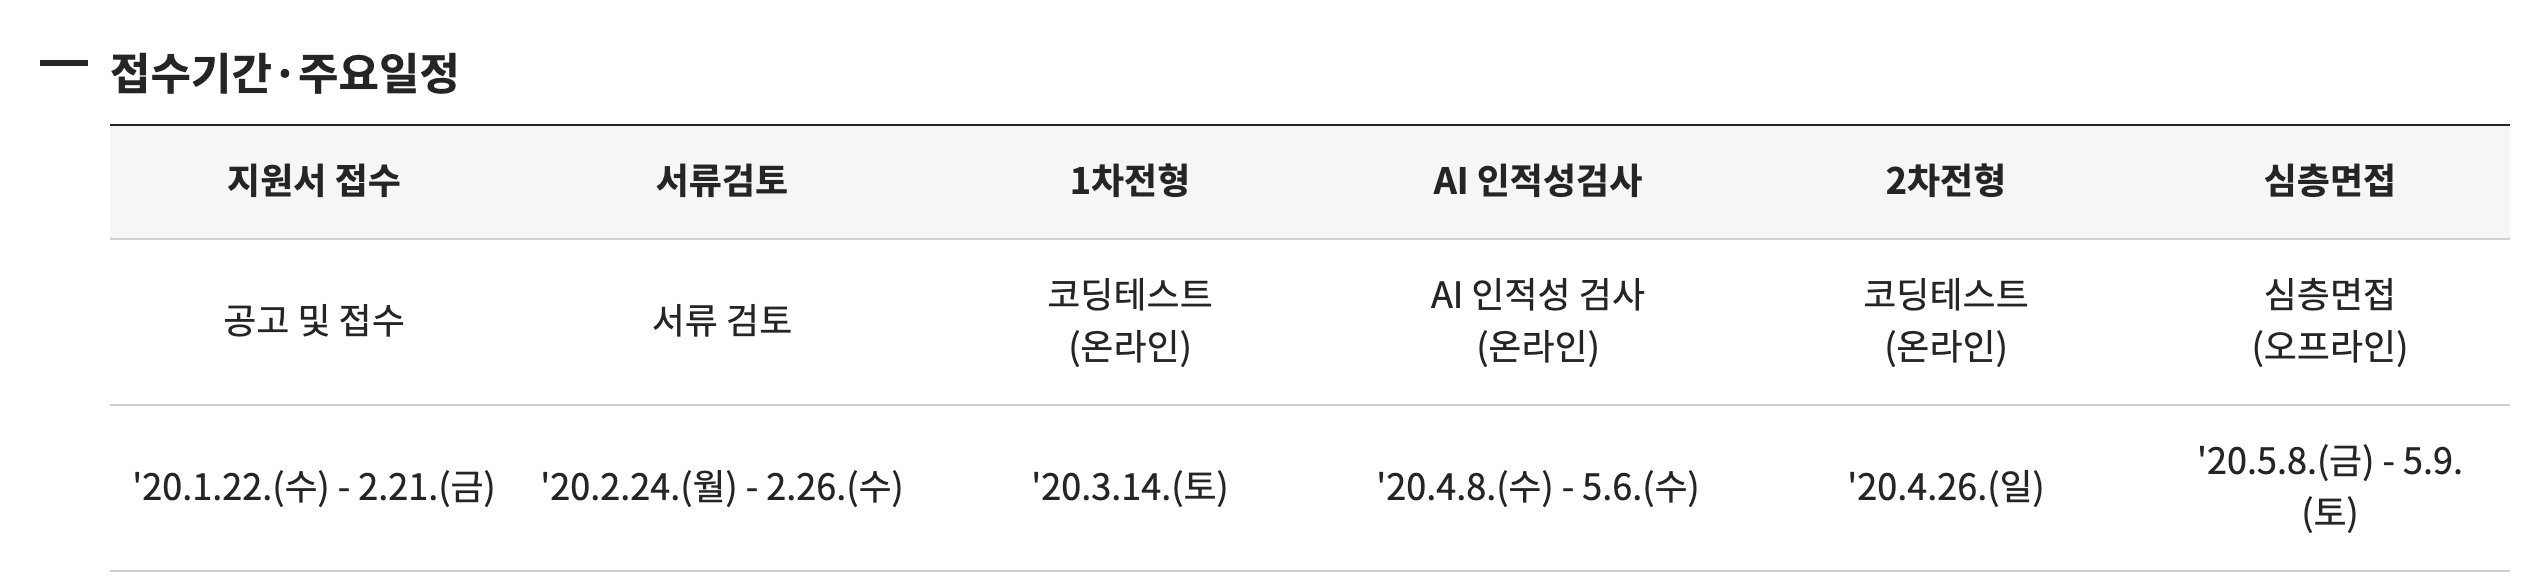 접수기간·주요일정
지원서 접수 서류검토 1차전형 AI 인적성검사 2차전형 심층면접
공고 및 접수 서류 검토 코딩테스트 (온라인) AI 인적성 검사 (온라인) 코딩테스트 (온라인) 심층면접 (오프라인)
'20.1.22.(수) - 2.21.(금) '20.2.24.(월) - 2.26.(수) '20.3.14.(토) '20.4.8.(수) - 5.6.(수) '20.4.26.(일) '20.5.8.(금) - 5.9.(토)